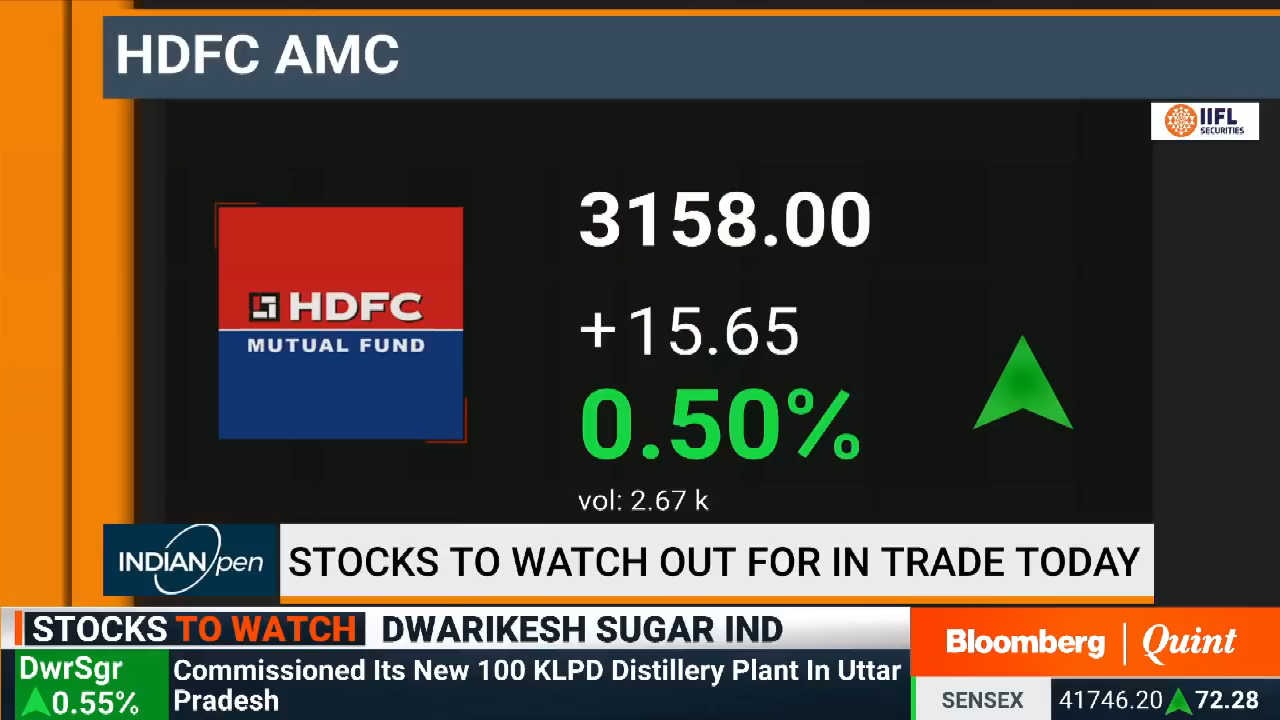 HDFC AMC
IIFL
SECURITIES
3158.00
HDFC
MUTUAL FUND
+15.65
0.50%
vol: 2.67 k
INDIAN Open
STOCKS TO WATCH OUT FOR IN TRADE TODAY
STOCKS TO WATCH DWARIKESH SUGAR IND
DwrSgr
0.55%
Commissioned Its New 100 KLPD Distillery Plant In Uttar
Pradesh
Bloomberg | Quint
SENSEX 41746.20 72.28